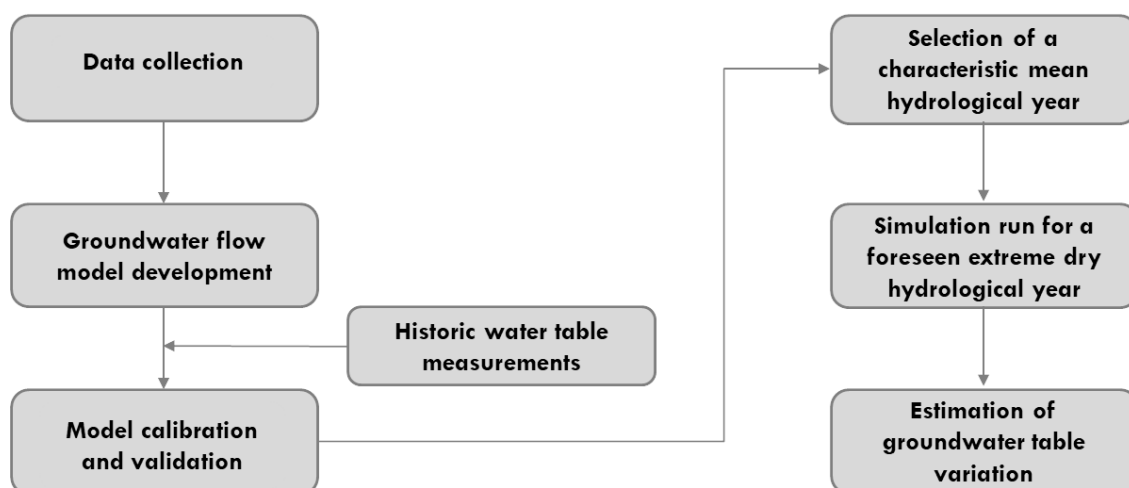 Data collection
Groundwater flow
model development
Historic water table
measurements
Model calibration
and validation
Selection of a
characteristic mean
hydrological year
Simulation run for a
foreseen extreme dry
hydrological year
Estimation of
groundwater table
variation